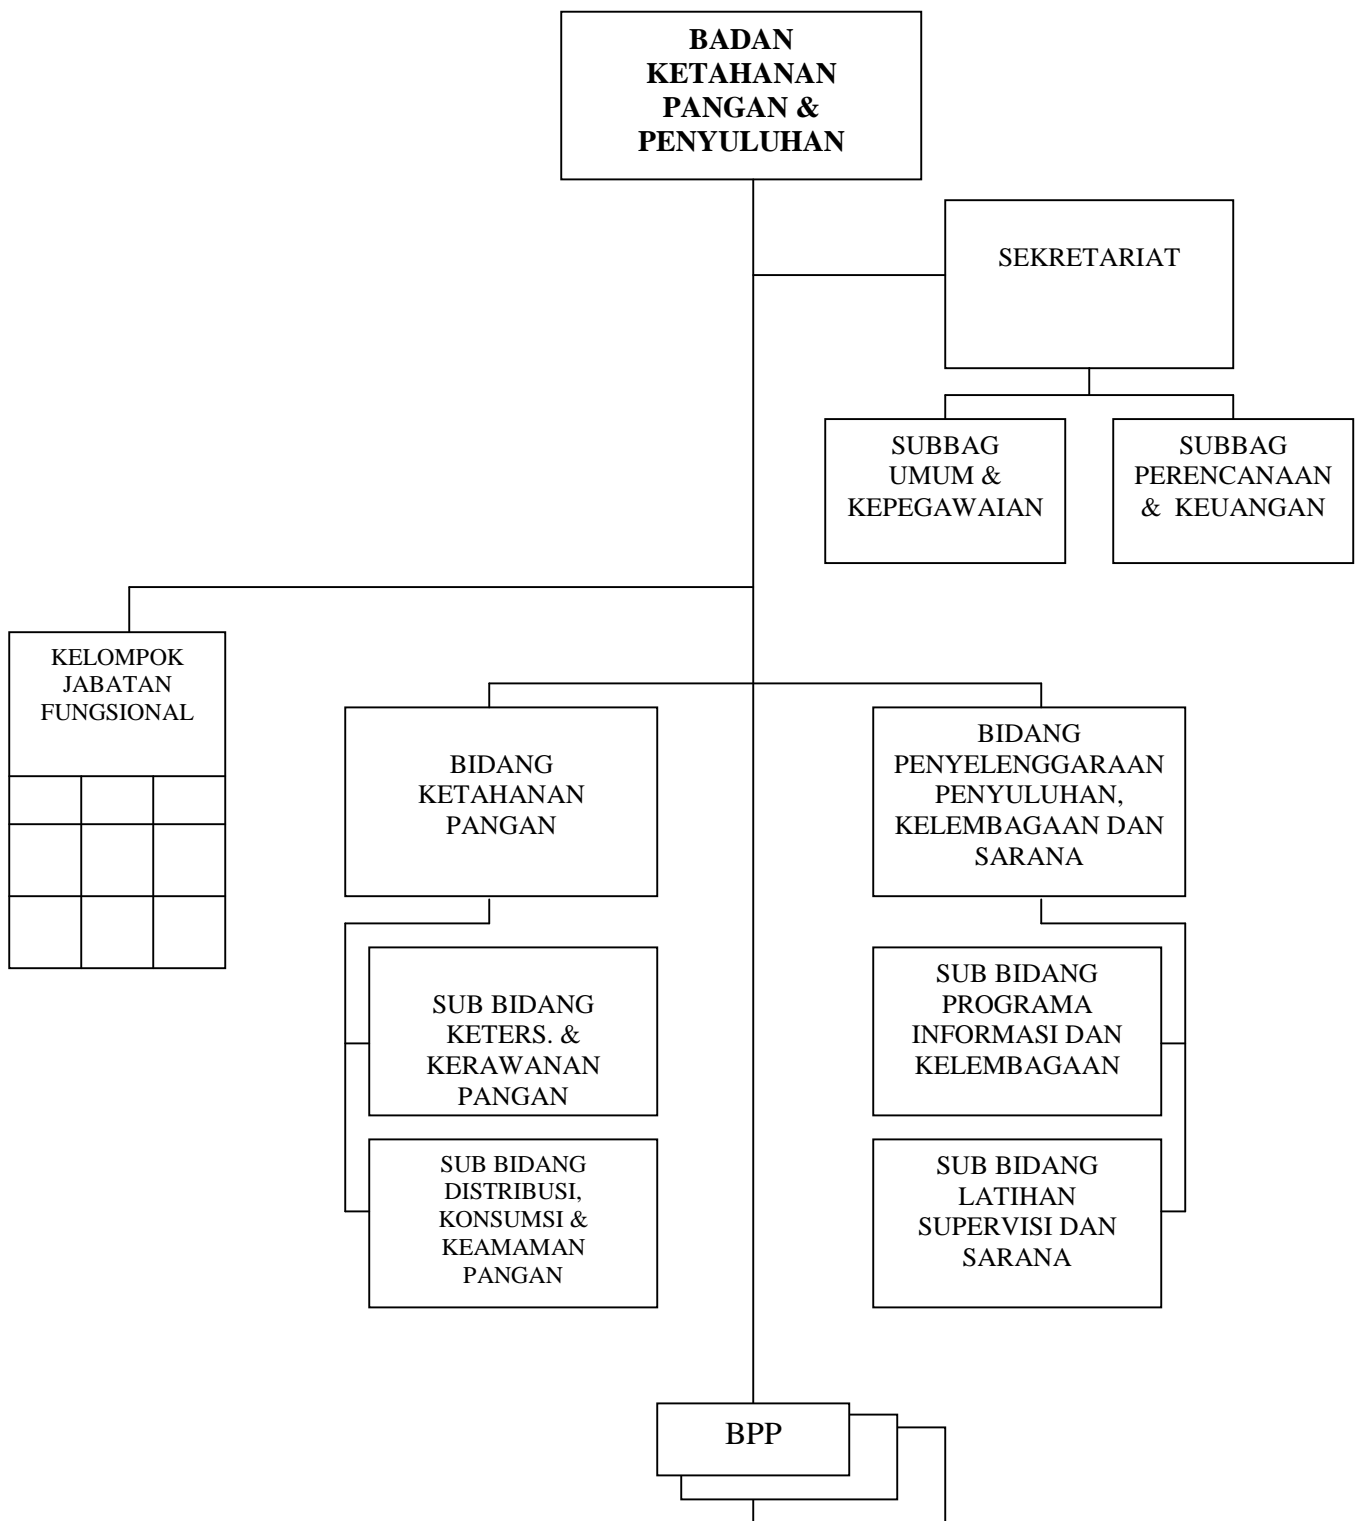 BADAN
KETAHANAN
PANGAN &
PENYULUHAN
SEKRETARIAT
SUBBAG
UMUM &
KEPEGAWAIAN
SUBBAG
PERENCANAAN
& KEUANGAN
KELOMPOK
JABATAN
FUNGSIONAL
BIDANG
KETAHANAN
PANGAN
BIDANG
PENYELENGGARAAN
PENYULUHAN,
KELEMBAGAAN DAN
SARANA
SUB BIDANG
KETERS. &
KERAWANAN
PANGAN
SUB BIDANG
PROGRAMA
INFORMASI DAN
KELEMBAGAAN
SUB BIDANG
DISTRIBUSI,
KONSUMSI &
KEAMAMAN
PANGAN
SUB BIDANG
LATIHAN
SUPERVISI DAN
SARANA
BPP